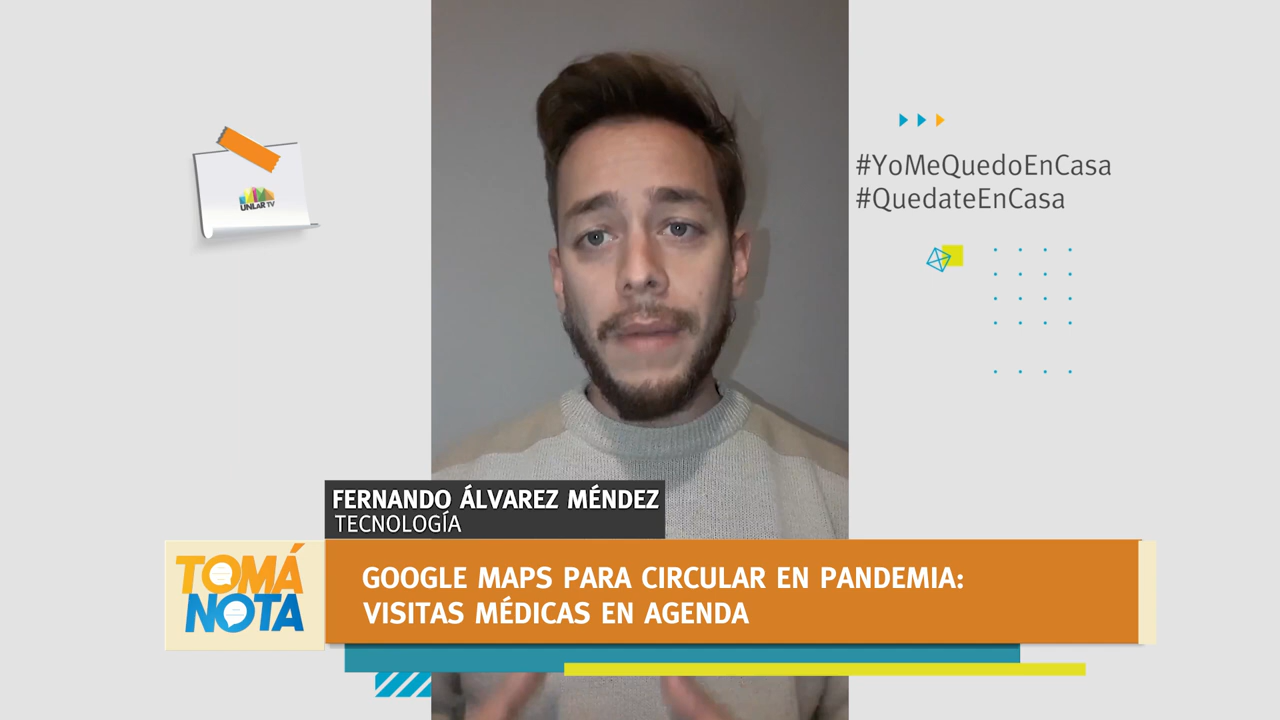 UNLAR TV
#YoMeQuedoEnCasa
#QuedateEnCasa
FERNANDO ÁLVAREZ MÉNDEZ
TECNOLOGÍA
TOMÁ
NOTA
GOOGLE MAPS PARA CIRCULAR EN PANDEMIA:
VISITAS MÉDICAS EN AGENDA